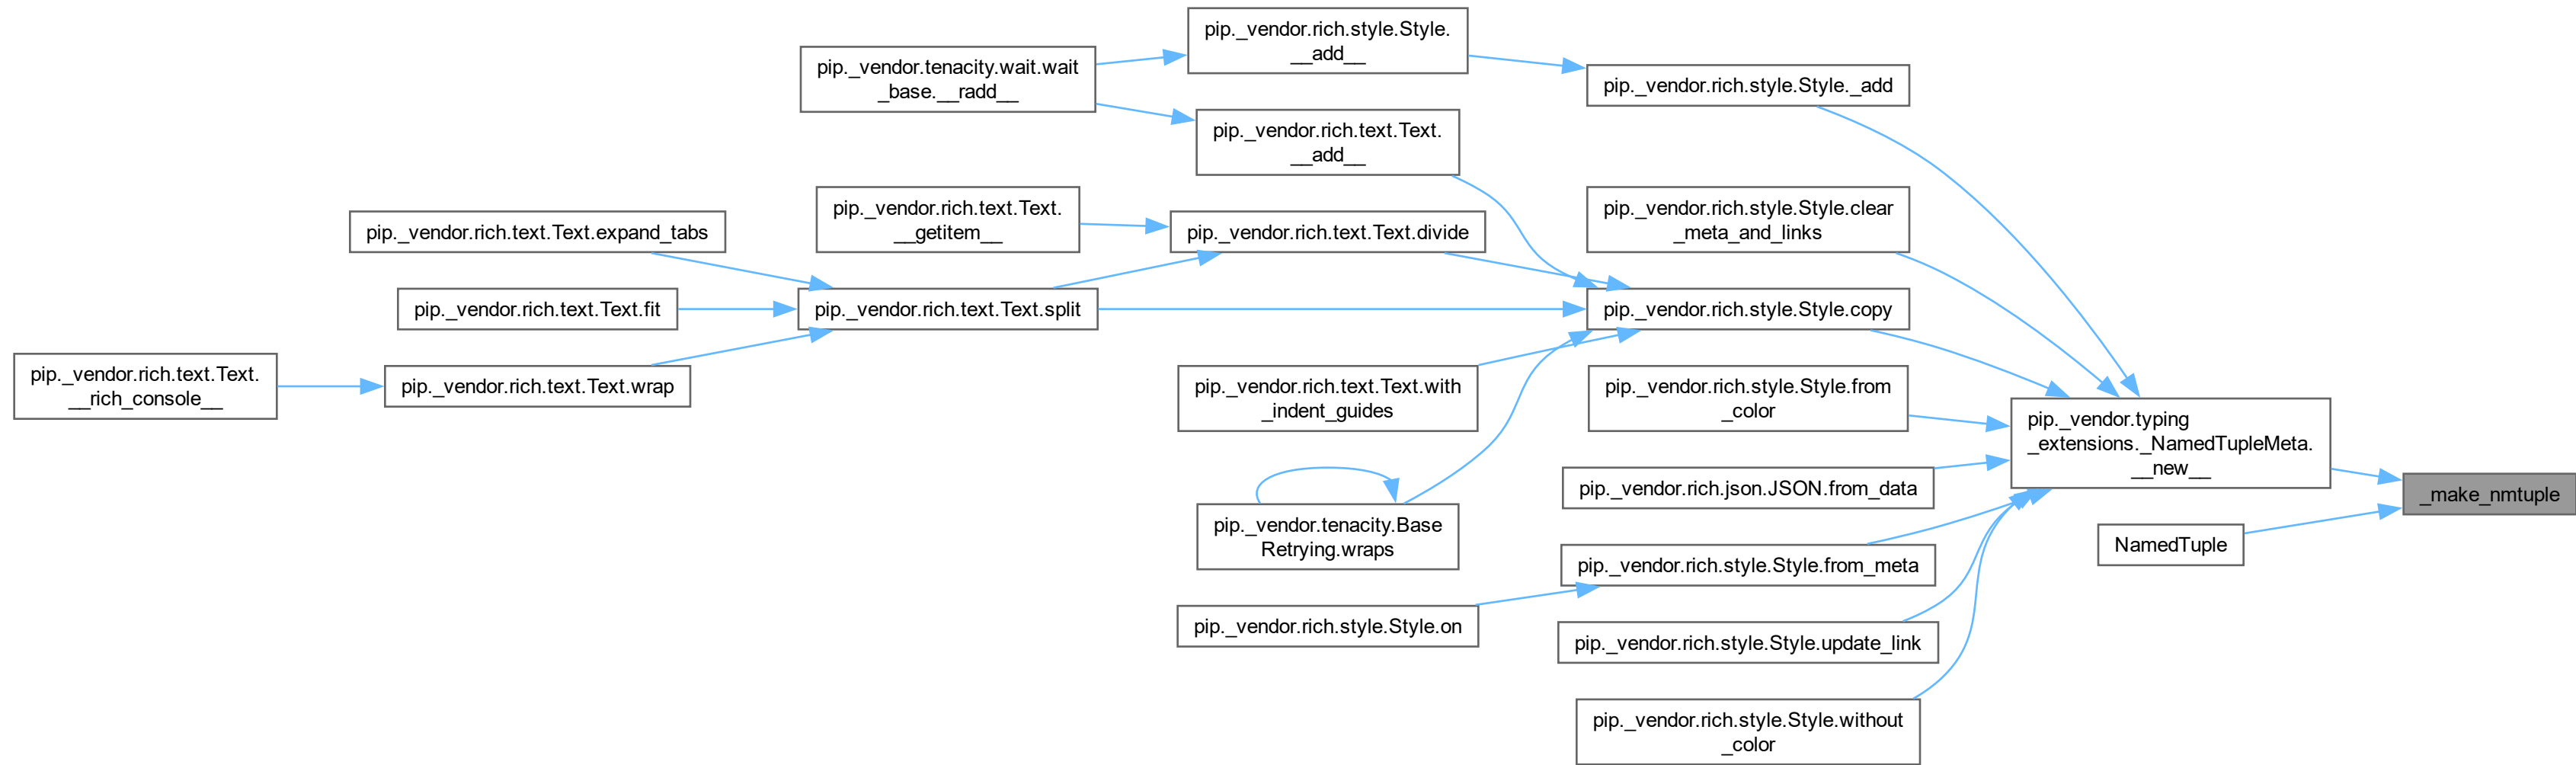 pip._vendor.rich.style.Style.
__add__
pip._vendor.tenacity.wait.wait
_base.__radd__
pip._vendor.rich.style.Style._add
pip._vendor.rich.text.Text.
__add__
pip._vendor.rich.text.Text.
__getitem__
pip._vendor.rich.style.Style.clear
_meta_and_links
pip._vendor.rich.text.Text.expand_tabs
pip._vendor.rich.text.Text.divide
pip._vendor.rich.text.Text.fit
pip._vendor.rich.text.Text.split
pip._vendor.rich.style.Style.copy
pip._vendor.rich.text.Text.
__rich_console__
pip._vendor.rich.text.Text.wrap
pip._vendor.rich.text.Text.with
_indent_guides
pip._vendor.rich.style.Style.from
_color
pip._vendor.typing
_extensions._NamedTupleMeta.
__new__
pip._vendor.rich.json.JSON.from_data
_make_nmtuple
pip._vendor.tenacity.Base
Retrying.wraps
NamedTuple
pip._vendor.rich.style.Style.from_meta
pip._vendor.rich.style.Style.on
pip._vendor.rich.style.Style.update_link
pip._vendor.rich.style.Style.without
_color